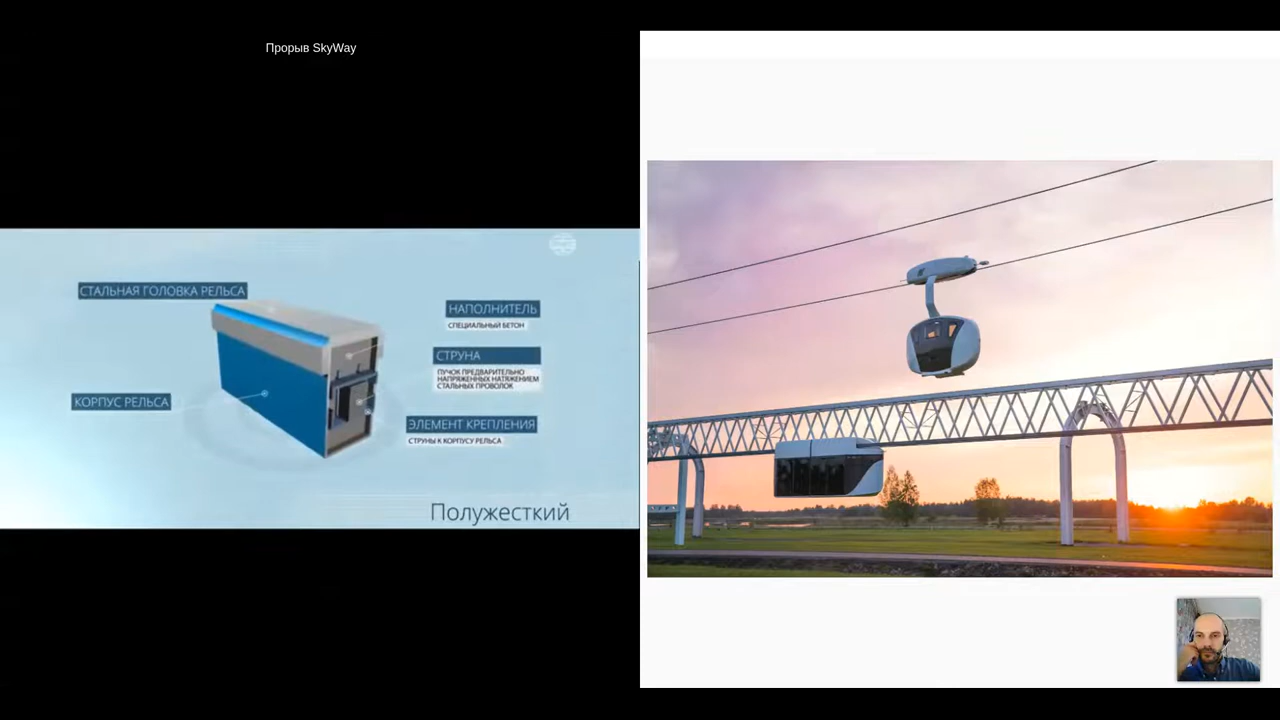 Прорыв SkyWay
СТАЛЬНАЯ ГОЛОВКА РЕЛЬСА
НАПОЛНИТЕЛЬ
СПЕЦИАЛЬНЫЙ БЕТОН
СТРУНА
ПУЧОК ПРЕДВАРИТЕЛЬНО
НАПРЯЖЕННЫХ НАТЯЖЕНИЕМ
СТАЛЬНЫХ ПРОВОЛОК
КОРПУС РЕЛЬСА
ЭЛЕМЕНТ КРЕПЛЕНИЯ
СТРУНЫ К КОРПУСУ РЕЛЬСА
Полужесткий